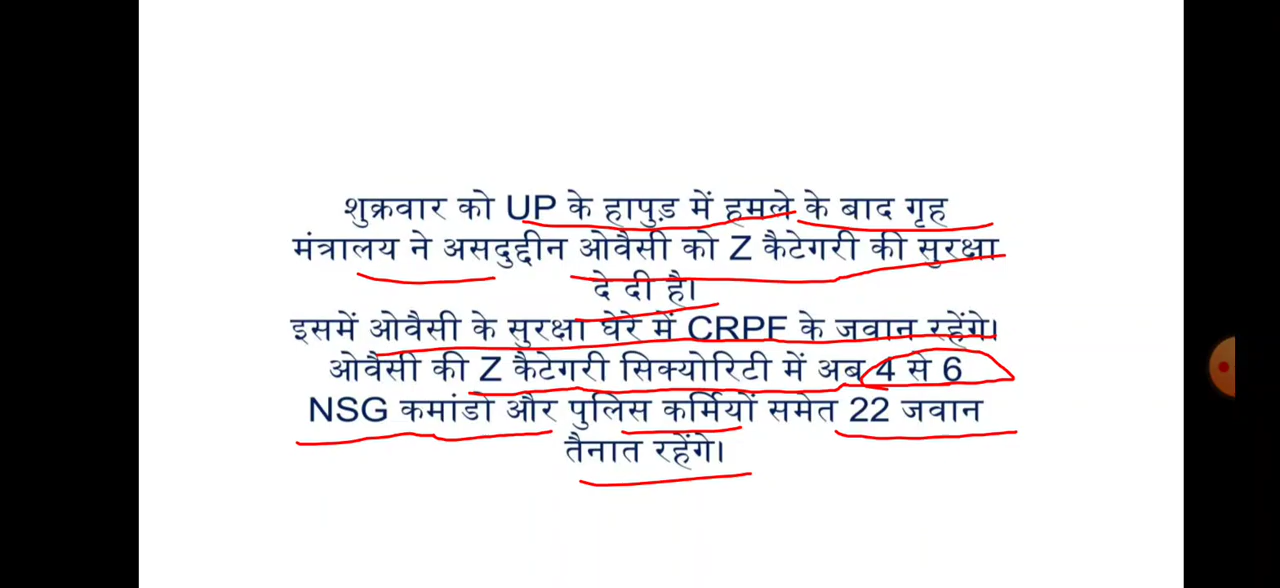 शुक्रवार को UP के हापुड़ में हमले के बाद गृह
मंत्रालय ने असदुद्दीन ओवैसी को Z कैटेगरी की सुरक्षा
दे दी है।
इसमें ओवैसी के सुरक्षा घेरे में CRPF के जवान रहेंगे।
ओवैसी की Z कैटेगरी सिक्योरिटी में अब 4 से 6
NSG कमांडो और पुलिस कर्मियों समेत 22 जवान
तैनात रहेंगे।